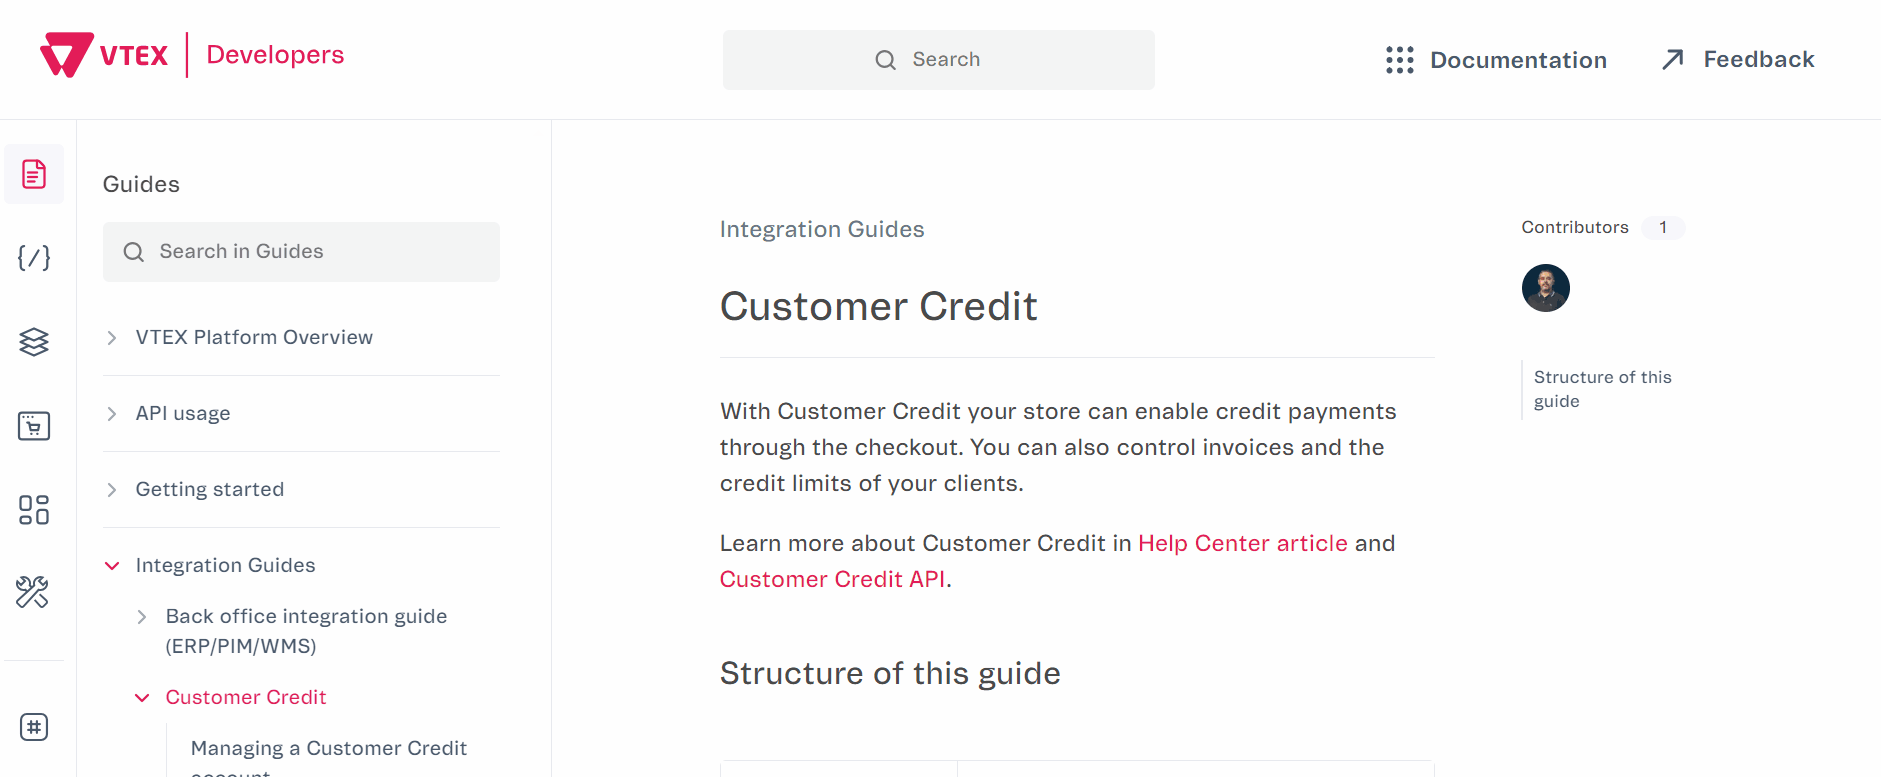 VTEX Developers
Search
Documentation
Feedback
Guides
Search in Guides
VTEX Platform Overview
API usage
Getting started
Integration Guides
Back office integration guide
(ERP/PIM/WMS)
Customer Credit
Managing a Customer Credit
account
Integration Guides
Customer Credit
With Customer Credit your store can enable credit payments
through the checkout. You can also control invoices and the
credit limits of your clients.
Learn more about Customer Credit in Help Center article and
Customer Credit API.
Structure of this guide
Contributors 1
Structure of this
guide